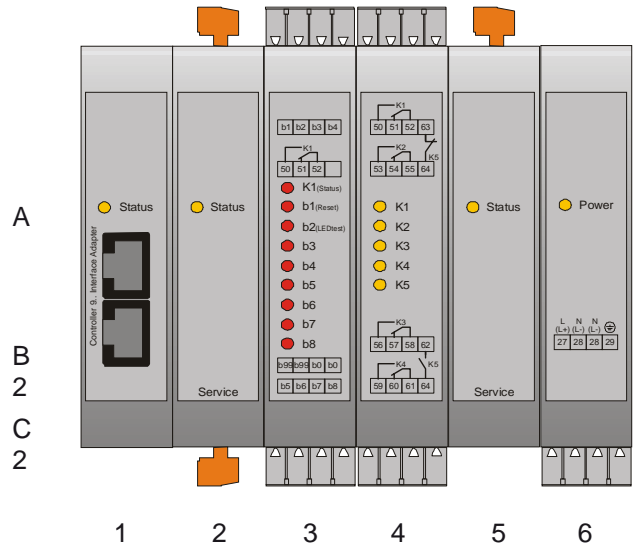 b1 b2 b3 b4
K1
50 51 52
K1(Status)
b1(Reset)
b2(LEDtest)
b3
b4
b5
b6
b7
b8
b99 b99 b0 b0
b5 b6 b7 b8
K1
50 51 52 63
K2
K5
53 54 55 64
K1
K2
K3
K4
K5
K3
56 57 58 62
K4
K5
59 60 61 64
Status
Controller 9.. Interface Adapter
Status
Service
Status
Service
Power
L N N
(L+) (L-) (L-)
27 28 28 29
A
B
2
C
2
1 2 3 4 5 6